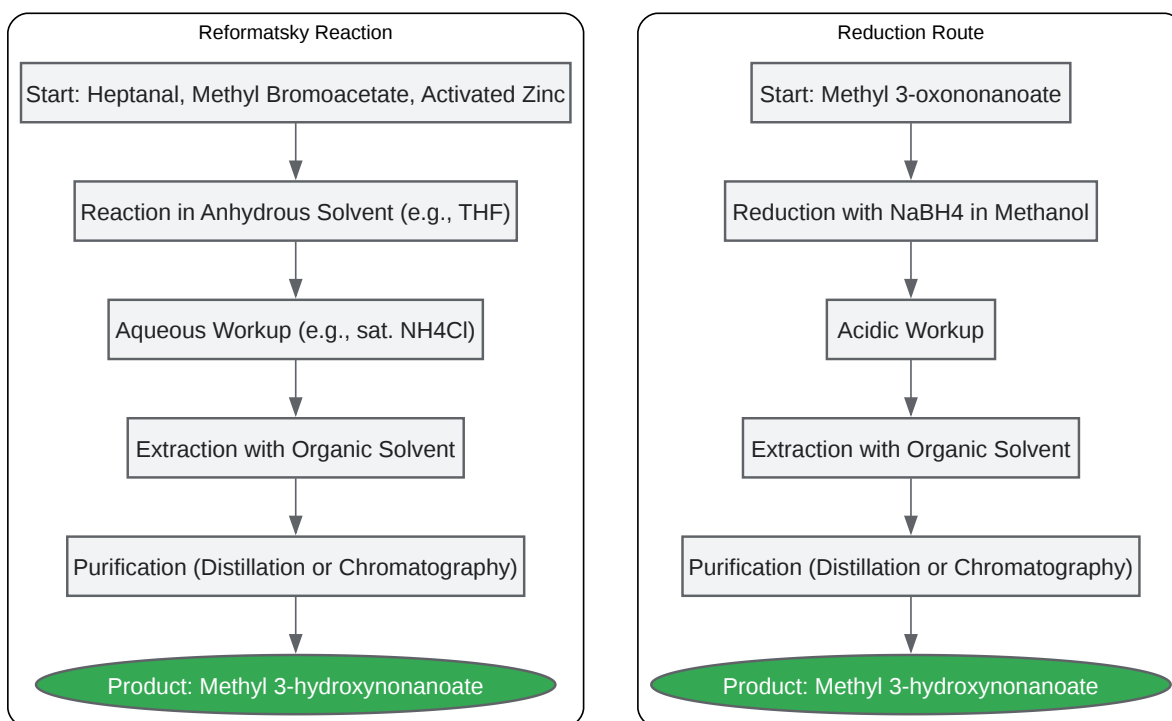 Reformatsky Reaction
Start: Heptanal, Methyl Bromoacetate, Activated Zinc
Reaction in Anhydrous Solvent (e.g., THF)
Aqueous Workup (e.g., sat. NH4Cl)
Extraction with Organic Solvent
Purification (Distillation or Chromatography)
Product: Methyl 3-hydroxynonanoate
Reduction Route
Start: Methyl 3-oxononanoate
Reduction with NaBH4 in Methanol
Acidic Workup
Extraction with Organic Solvent
Purification (Distillation or Chromatography)
Product: Methyl 3-hydroxynonanoate